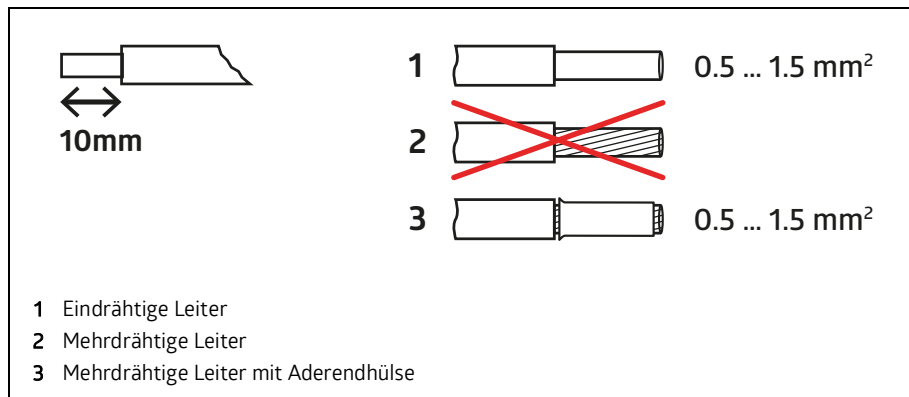 10mm
1 0.5 ... 1.5 mm²
2
3 0.5 ... 1.5 mm²
1 Eindrähtige Leiter
2 Mehrdrähtige Leiter
3 Mehrdrähtige Leiter mit Aderendhülse